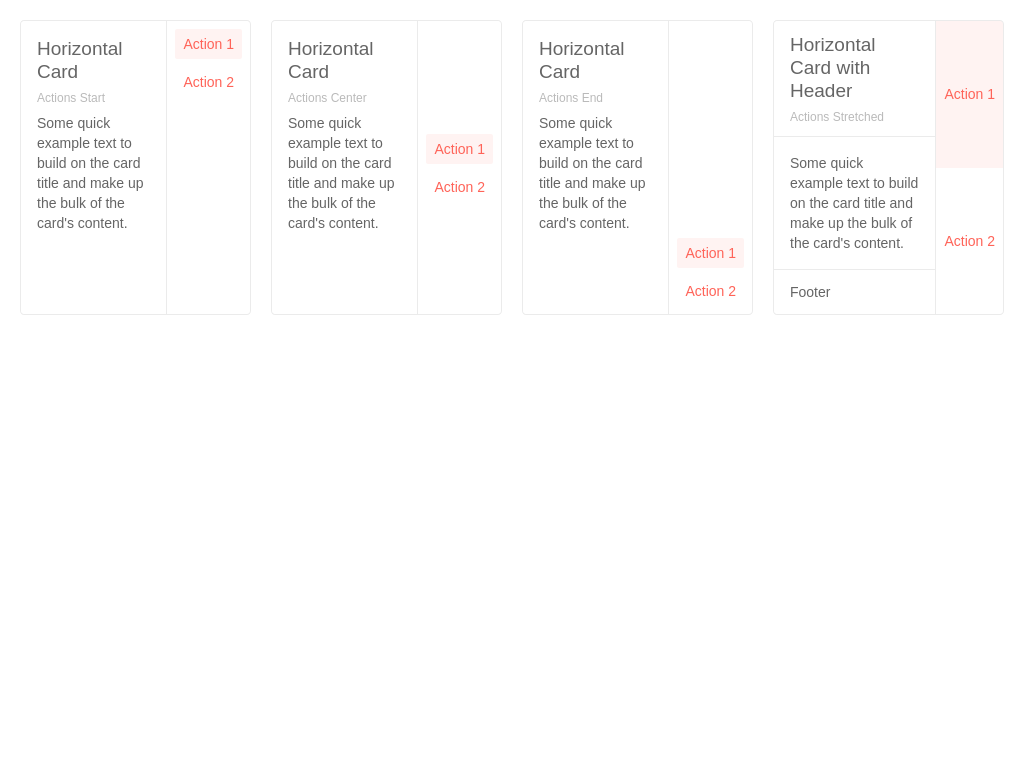 Horizontal
Card
Actions Start
Some quick
example text to
build on the card
title and make up
the bulk of the
card's content.
Action 1
Action 2
Horizontal
Card
Actions Center
Some quick
example text to
build on the card
title and make up
the bulk of the
card's content.
Action 1
Action 2
Horizontal
Card
Actions End
Some quick
example text to
build on the card
title and make up
the bulk of the
card's content.
Action 1
Action 2
Horizontal
Card with
Header
Actions Stretched
Some quick
example text to build
on the card title and
make up the bulk of
the card's content.
Footer
Action 1
Action 2